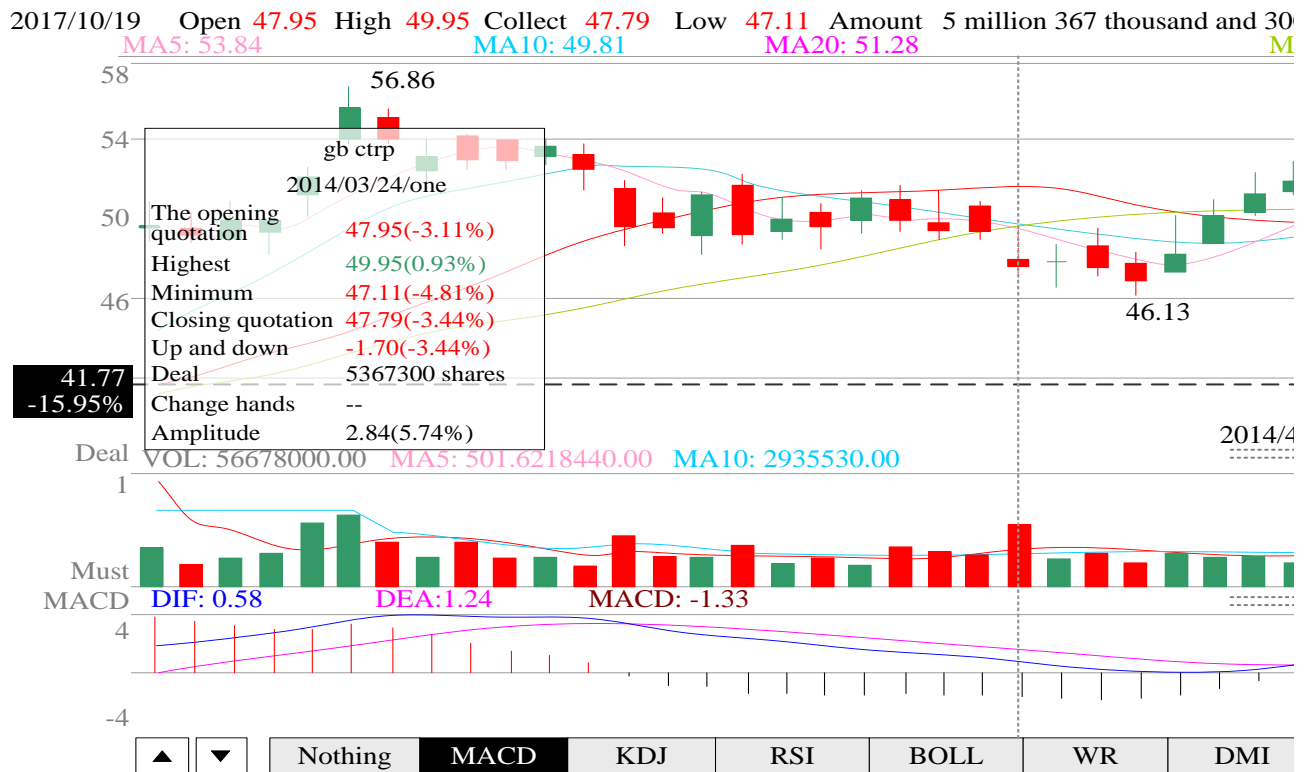 2017/10/19 Open 47.95 High 49.95 Collect 47.79 Low 47.11 Amount 5 million 367 thousand and 30
MA5: 53.84 MA10: 49.81 MA20: 51.28 M
58
56.86
54
gb ctrp
2014/03/24/one
50
The opening quotation 47.95(-3.11%)
Highest 49.95(0.93%)
46
Minimum 47.11(-4.81%)
46.13
Closing quotation 47.79(-3.44%)
Up and down -1.70(-3.44%)
41.77
Deal 5367300 shares
-15.95%
Change hands --
Amplitude 2.84(5.74%)
2014/4
Deal VOL: 56678000.00 MA5: 501.6218440.00 MA10: 2935530.00
1
Must
MACD DIF: 0.58 DEA:1.24 MACD: -1.33
4
-4
Nothing MACD KDJ RSI BOLL WR DMI